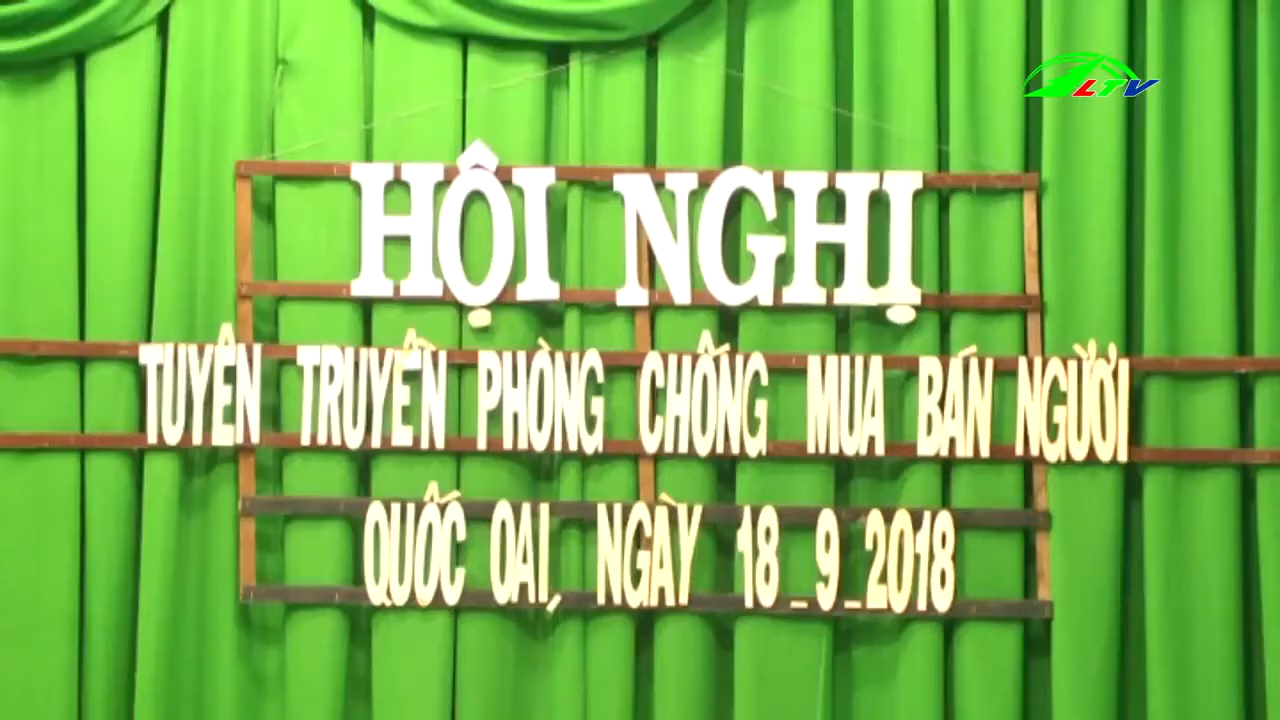 LTV
HỘI NGHỊ
TUYÊN TRUYỀN PHÒNG CHỐNG MUA BÁN NGƯỜI
QUỐC OAI, NGÀY 18_9_2018